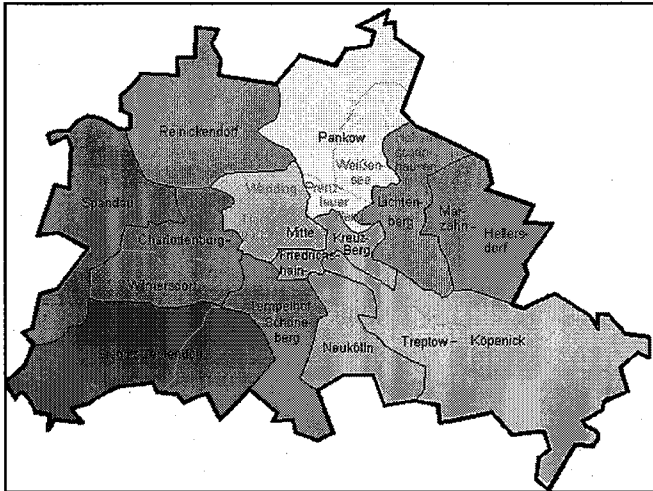 Reinickendorf
Pankow
Weißen-
see
Wedding
Prenz-
lauer
Lichten-
berg
Mar-
zahn-
Hellers-
dorf
Spandau
Charlottenburg-
Mitte
Kreuz-
Berg
Friedrichs-
hain-
Wilmersdorf
Tempelhof-
Schöne-
berg
Neukölln
Treptow-
Köpenick